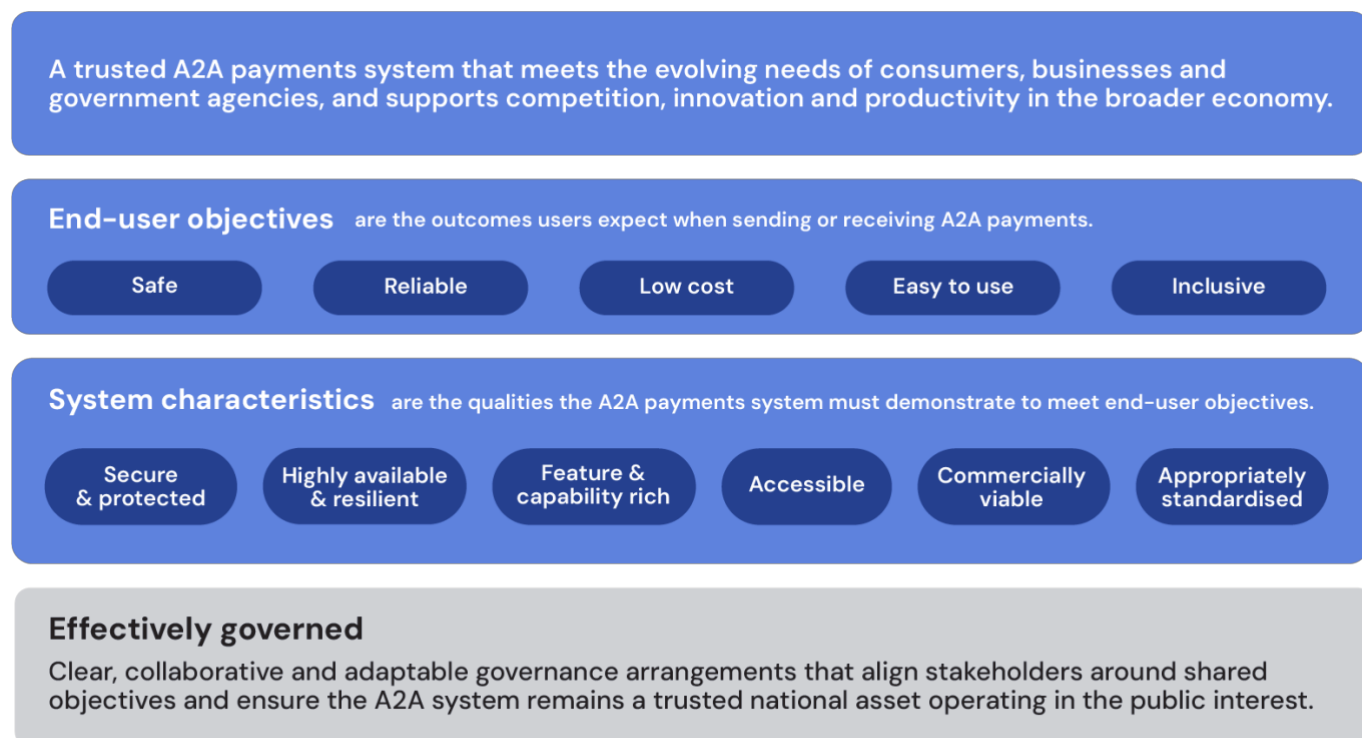 A trusted A2A payments system that meets the evolving needs of consumers, businesses and
government agencies, and supports competition, innovation and productivity in the broader economy.
End-user objectives are the outcomes users expect when sending or receiving A2A payments.
Safe
Reliable
Low cost
Easy to use
Inclusive
System characteristics are the qualities the A2A payments system must demonstrate to meet end-user objectives.
Secure
& protected
Highly available
& resilient
Feature &
capability rich
Accessible
Commercially
viable
Appropriately
standardised
Effectively governed
Clear, collaborative and adaptable governance arrangements that align stakeholders around shared
objectives and ensure the A2A system remains a trusted national asset operating in the public interest.